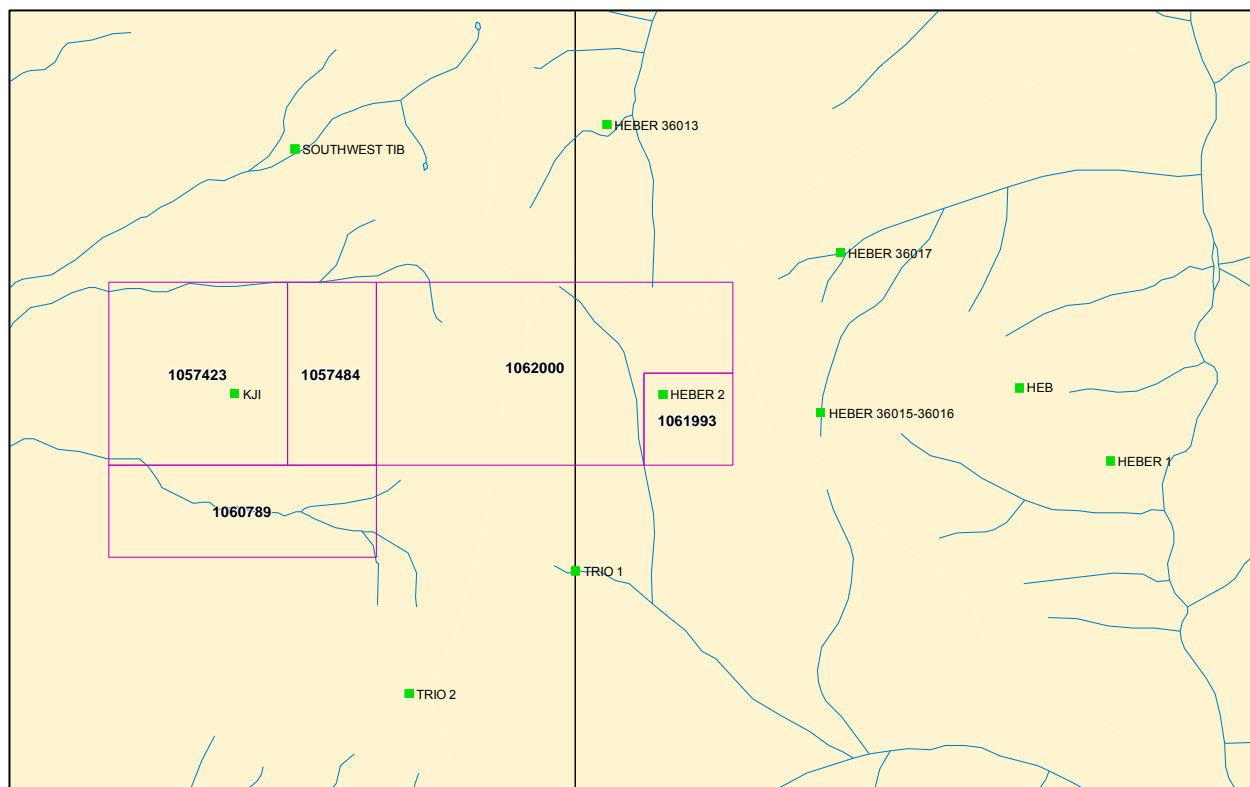 HEBER 36013
SOUTHWEST TIB
HEBER 36017
1062000
1057423
1057484
HEB
KJI
HEBER 2
HEBER 36015-36016
1061993
HEBER 1
1060789
TRIO 1
TRIO 2